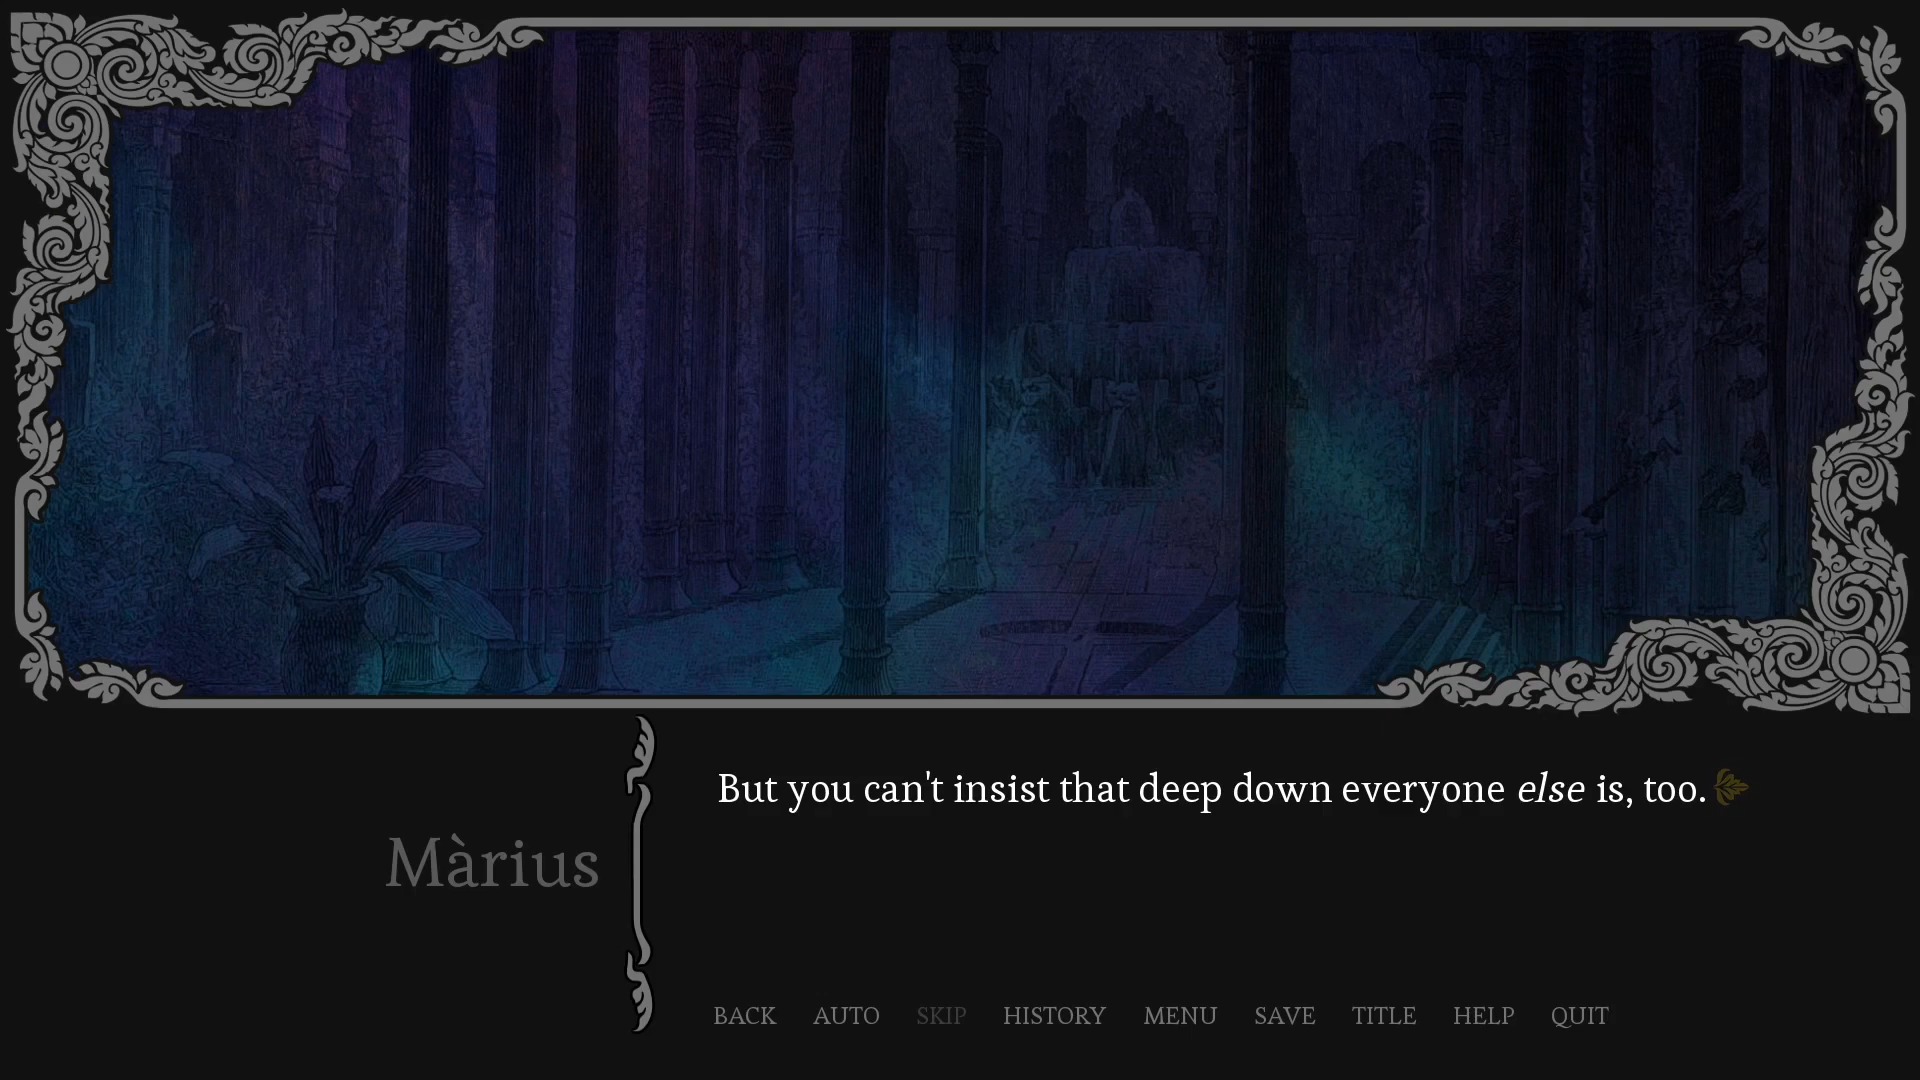 But you can't insist that deep down everyone else is, too.
Màrius
BACK AUTO SKIP HISTORY MENU SAVE TITLE HELP QUIT